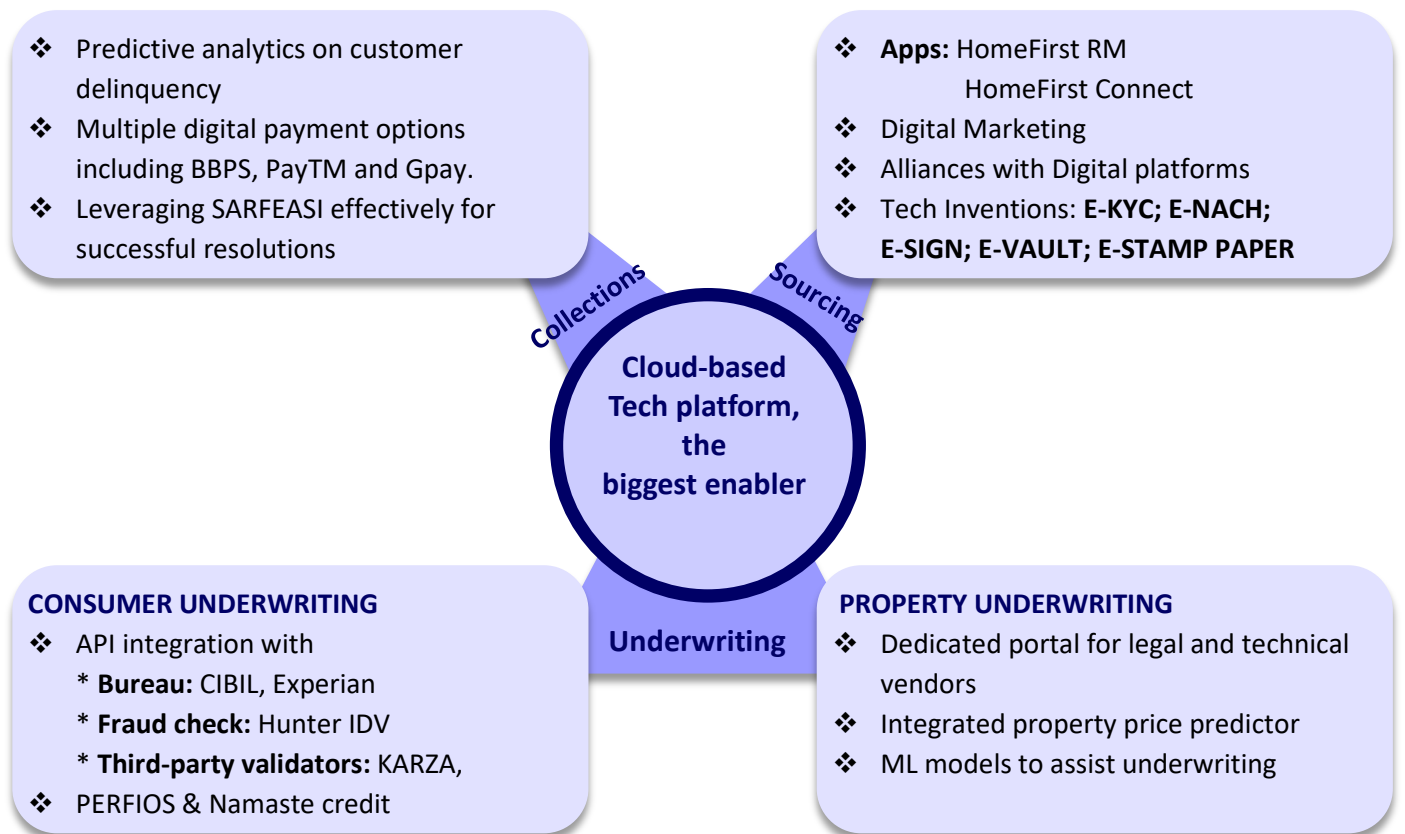 ❖ Predictive analytics on customer
delinquency
❖ Multiple digital payment options
including BBPS, PayTM and Gpay.
❖ Leveraging SARFEASI effectively for
successful resolutions
❖ Apps: HomeFirst RM
HomeFirst Connect
❖ Digital Marketing
❖ Alliances with Digital platforms
❖ Tech Inventions: E-KYC; E-NACH;
E-SIGN; E-VAULT; E-STAMP PAPER
Collections
Sourcing
Cloud-based
Tech platform,
the
biggest enabler
Underwriting
CONSUMER UNDERWRITING
❖ API integration with
* Bureau: CIBIL, Experian
* Fraud check: Hunter IDV
* Third-party validators: KARZA,
❖ PERFIOS & Namaste credit
PROPERTY UNDERWRITING
❖ Dedicated portal for legal and technical
vendors
❖ Integrated property price predictor
❖ ML models to assist underwriting